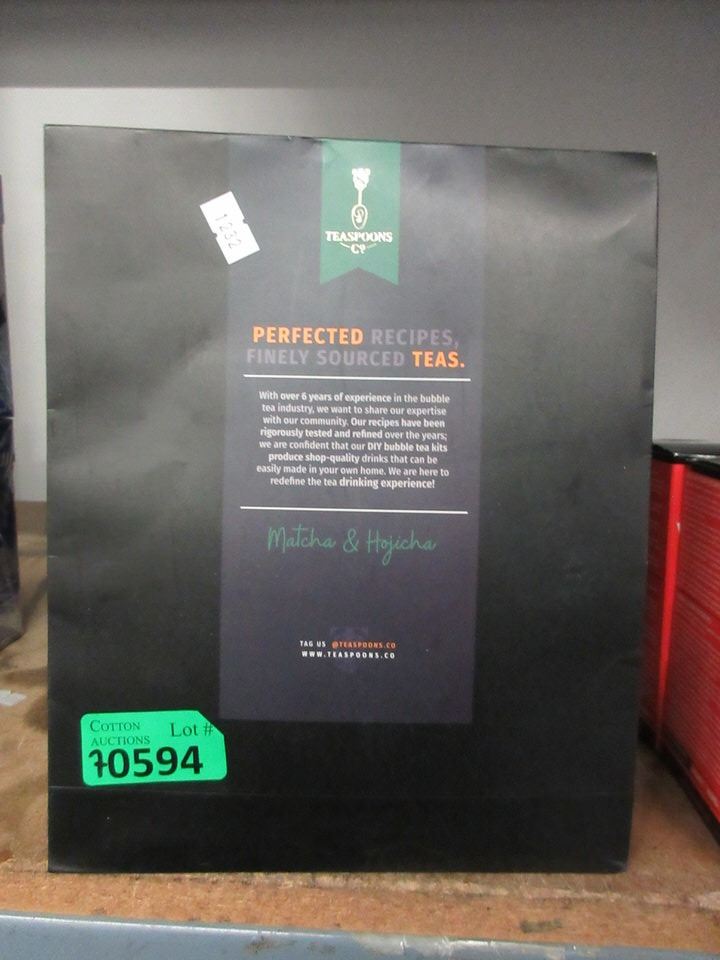 1232
TEASPOONS
Cº
PERFECTED RECIPES,
FINELY SOURCED TEAS.
With over 6 years of experience in the bubble
tea industry, we want to share our expertise
with our community. Our recipes have been
rigorously tested and refined over the years;
we are confident that our DIY bubble tea kits
produce shop-quality drinks that can be
easily made in your own home. We are here to
redefine the tea drinking experience!
Matcha & Hojicha
TAG US @TEASPOONS.CO
WWW.TEASPOONS.CO
COTTON AUCTIONS Lot #
10594